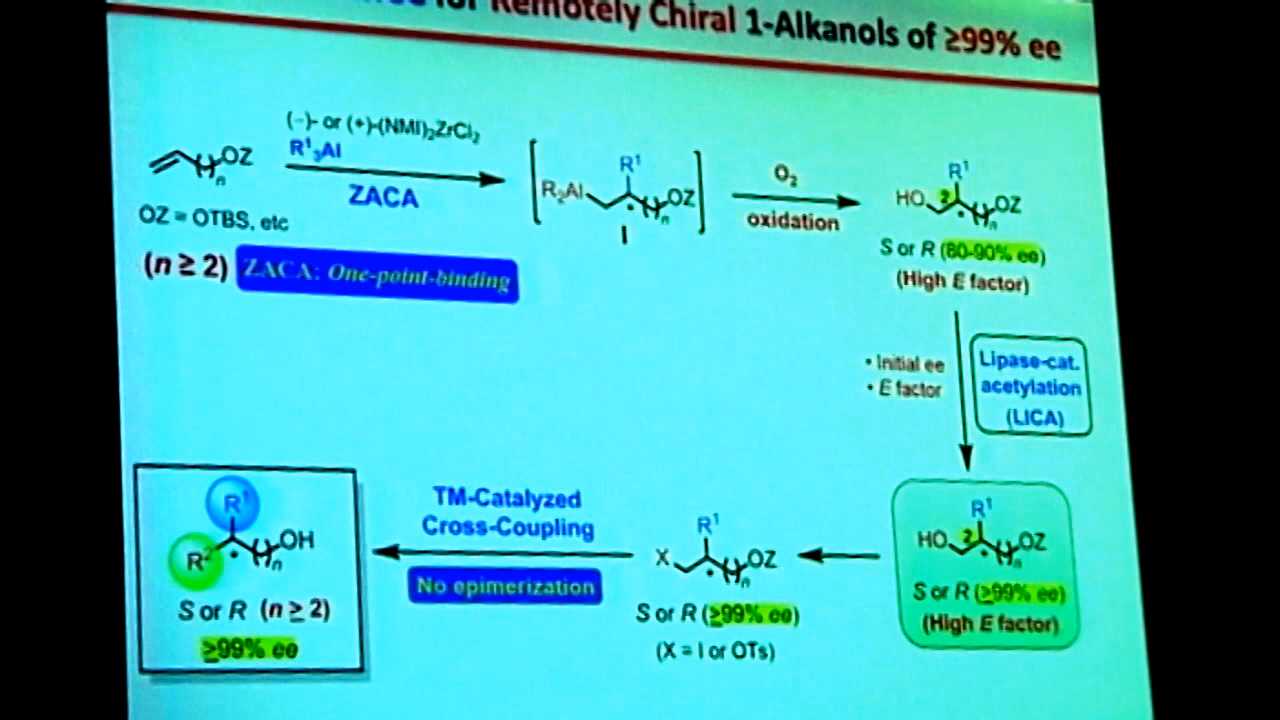 for Remotely Chiral 1-Alkanols of ≥99% ee
(−)- or (+)-(NMI)2ZrCl2
R¹3Al
ZACA
OZ
n
OZ = OTBS, etc
(n ≥ 2)
ZACA: One-point-binding
R¹
R2Al
OZ
n
I
O2
oxidation
R¹
HO
2
OZ
n
S or R (80-90% ee)
(High E factor)
• Initial ee
• E factor
Lipase-cat.
acetylation
(LICA)
R¹
HO
2
OZ
n
S or R (≥99% ee)
(High E factor)
R¹
X
OZ
n
S or R (≥99% ee)
(X = I or OTs)
TM-Catalyzed
Cross-Coupling
No epimerization
R¹
R²
OH
n
S or R (n ≥ 2)
≥99% ee